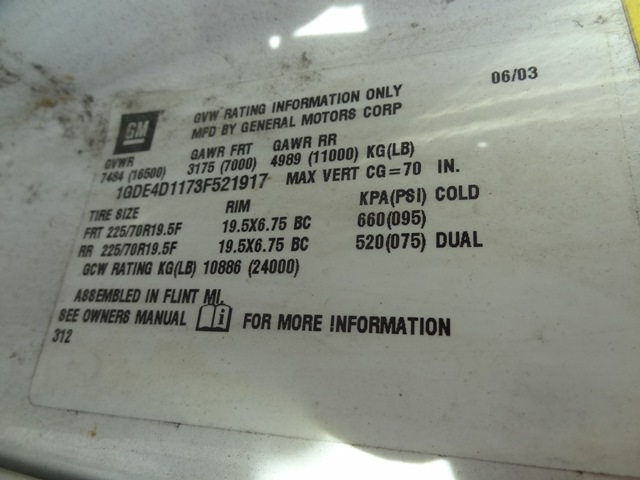 06/03
GM
GVW RATING INFORMATION ONLY
MFD BY GENERAL MOTORS CORP
GVWR GAWR FRT GAWR RR
7484 (16500) 3175 (7000) 4989 (11000) KG(LB)
1GDE4D1173F521917 MAX VERT CG=70 IN.
TIRE SIZE RIM KPA(PSI) COLD
FRT 225/70R19.5F 19.5X6.75 BC 660(095)
RR 225/70R19.5F 19.5X6.75 BC 520(075) DUAL
GCW RATING KG(LB) 10886 (24000)
ASSEMBLED IN FLINT MI.
SEE OWNERS MANUAL i FOR MORE INFORMATION
312